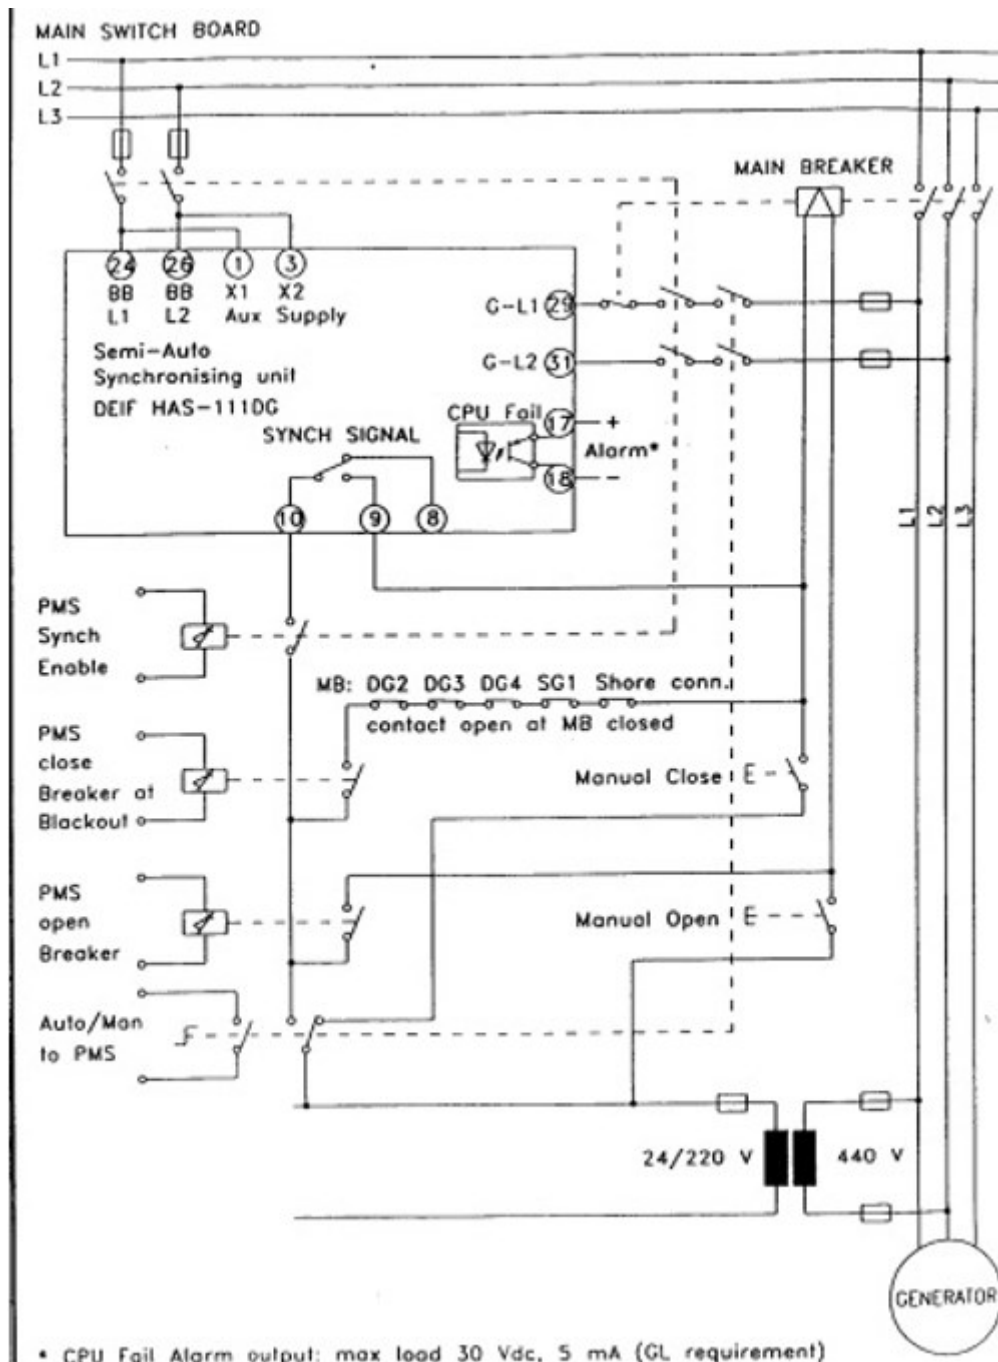 MAIN SWITCH BOARD
L1
L2
L3
MAIN BREAKER
24 26 1 3
BB BB X1 X2
L1 L2 Aux Supply
G-L1 29
Semi-Auto
Synchronising unit
DEIF HAS-111DG
G-L2 31
CPU Fail 17 +
SYNCH SIGNAL
Alarm*
18 -
10 9 8
L1 L2 L3
PMS
Synch
Enable
MB: DG2 DG3 DG4 SG1 Shore conn.
contact open at MB closed
PMS
close
Breaker at
Blackout
Manual Close E
PMS
open
Breaker
Manual Open E
Auto/Man
to PMS
24/220 V 440 V
GENERATOR
* CPU Fail Alarm output: max load 30 Vdc, 5 mA (GL requirement)